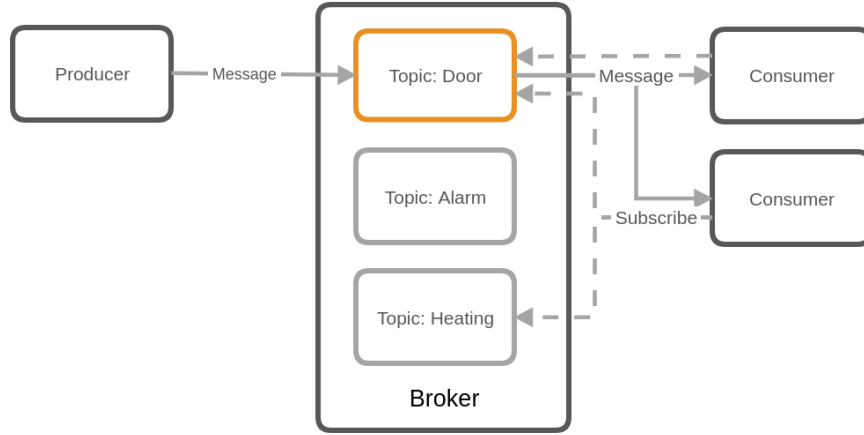 Producer
Message
Topic: Door
Message
Consumer
Topic: Alarm
Consumer
Subscribe
Topic: Heating
Broker